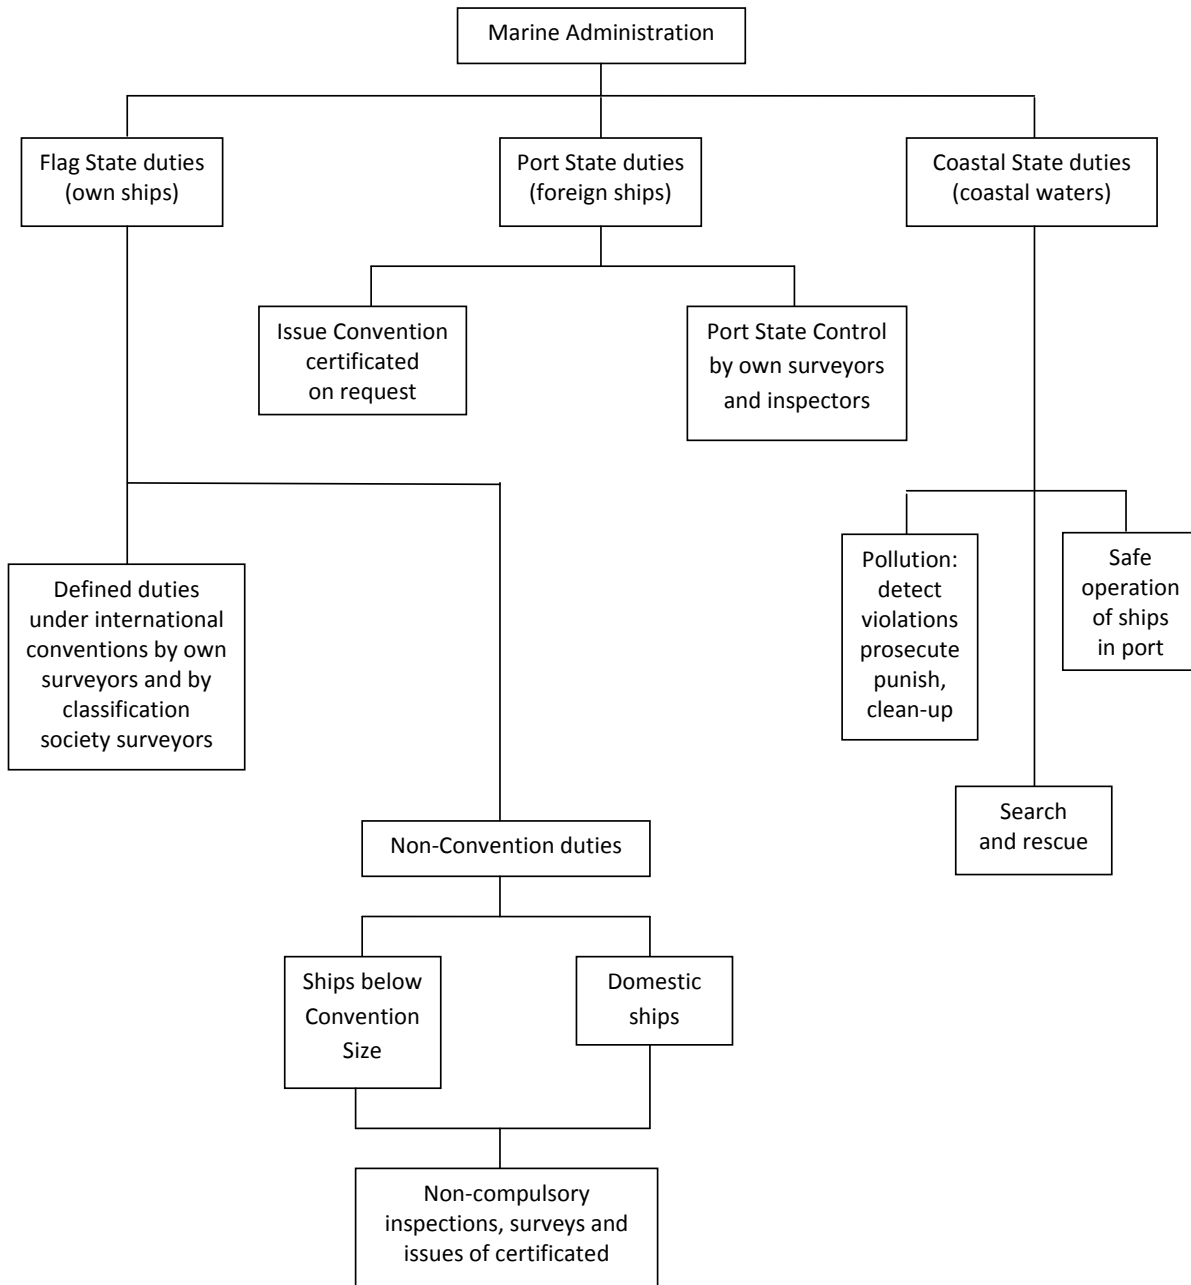 Marine Administration
Flag State duties
(own ships)
Port State duties
(foreign ships)
Coastal State duties
(coastal waters)
Issue Convention
certificated
on request
Port State Control
by own surveyors
and inspectors
Defined duties
under international
conventions by own
surveyors and by
classification
society surveyors
Pollution:
detect
violations
prosecute
punish,
clean-up
Safe
operation
of ships
in port
Search
and rescue
Non-Convention duties
Ships below
Convention
Size
Domestic
ships
Non-compulsory
inspections, surveys and
issues of certificated